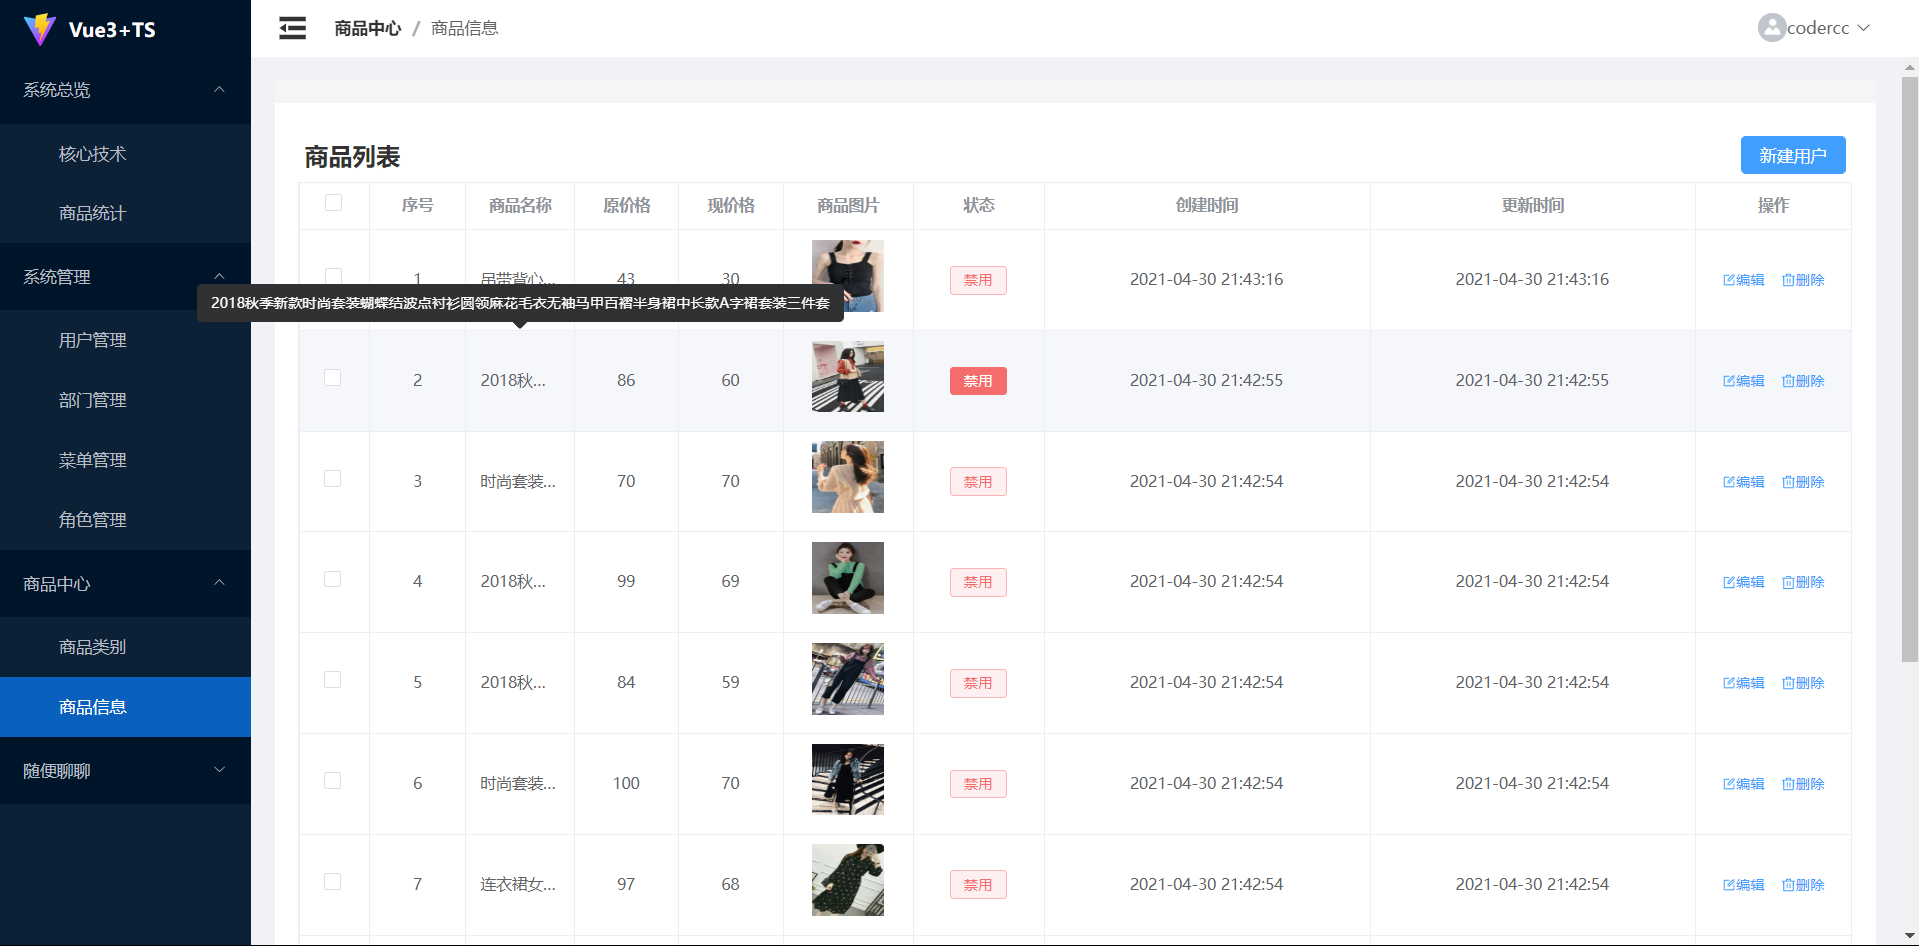 Vue3+TS
系统总览
核心技术
商品统计
系统管理
用户管理
部门管理
菜单管理
角色管理
商品中心
商品类别
商品信息
随便聊聊
商品中心 / 商品信息
codercc
商品列表
新建用户
序号 商品名称 原价格 现价格 商品图片 状态 创建时间 更新时间 操作
1 吊带背心... 43 30 禁用 2021-04-30 21:43:16 2021-04-30 21:43:16 编辑 删除
2018秋季新款时尚套装蝴蝶结波点衬衫圆领麻花毛衣无袖马甲百褶半身裙中长款A字裙套装三件套
2 2018秋... 86 60 禁用 2021-04-30 21:42:55 2021-04-30 21:42:55 编辑 删除
3 时尚套装... 70 70 禁用 2021-04-30 21:42:54 2021-04-30 21:42:54 编辑 删除
4 2018秋... 99 69 禁用 2021-04-30 21:42:54 2021-04-30 21:42:54 编辑 删除
5 2018秋... 84 59 禁用 2021-04-30 21:42:54 2021-04-30 21:42:54 编辑 删除
6 时尚套装... 100 70 禁用 2021-04-30 21:42:54 2021-04-30 21:42:54 编辑 删除
7 连衣裙女... 97 68 禁用 2021-04-30 21:42:54 2021-04-30 21:42:54 编辑 删除